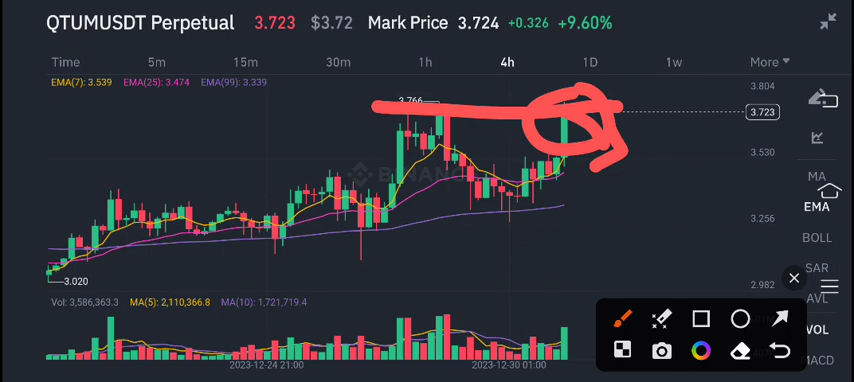 QTUMUSDT Perpetual 3.723 $3.72 Mark Price 3.724 +0.326 +9.60%
Time 5m 15m 30m 1h 4h 1D 1w More
EMA(7): 3.539 EMA(25): 3.474 EMA(99): 3.339
3.804
3.766
3.723
3.530
BINANCE
MA
EMA
3.256
BOLL
SAR
3.020
2.982
AVL
Vol: 3,586,363.3 MA(5): 2,110,366.8 MA(10): 1,721,719.4
VOL
MACD
2023-12-24 21:00 2023-12-30 01:00